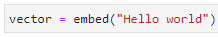 vector = embed("Hello world")